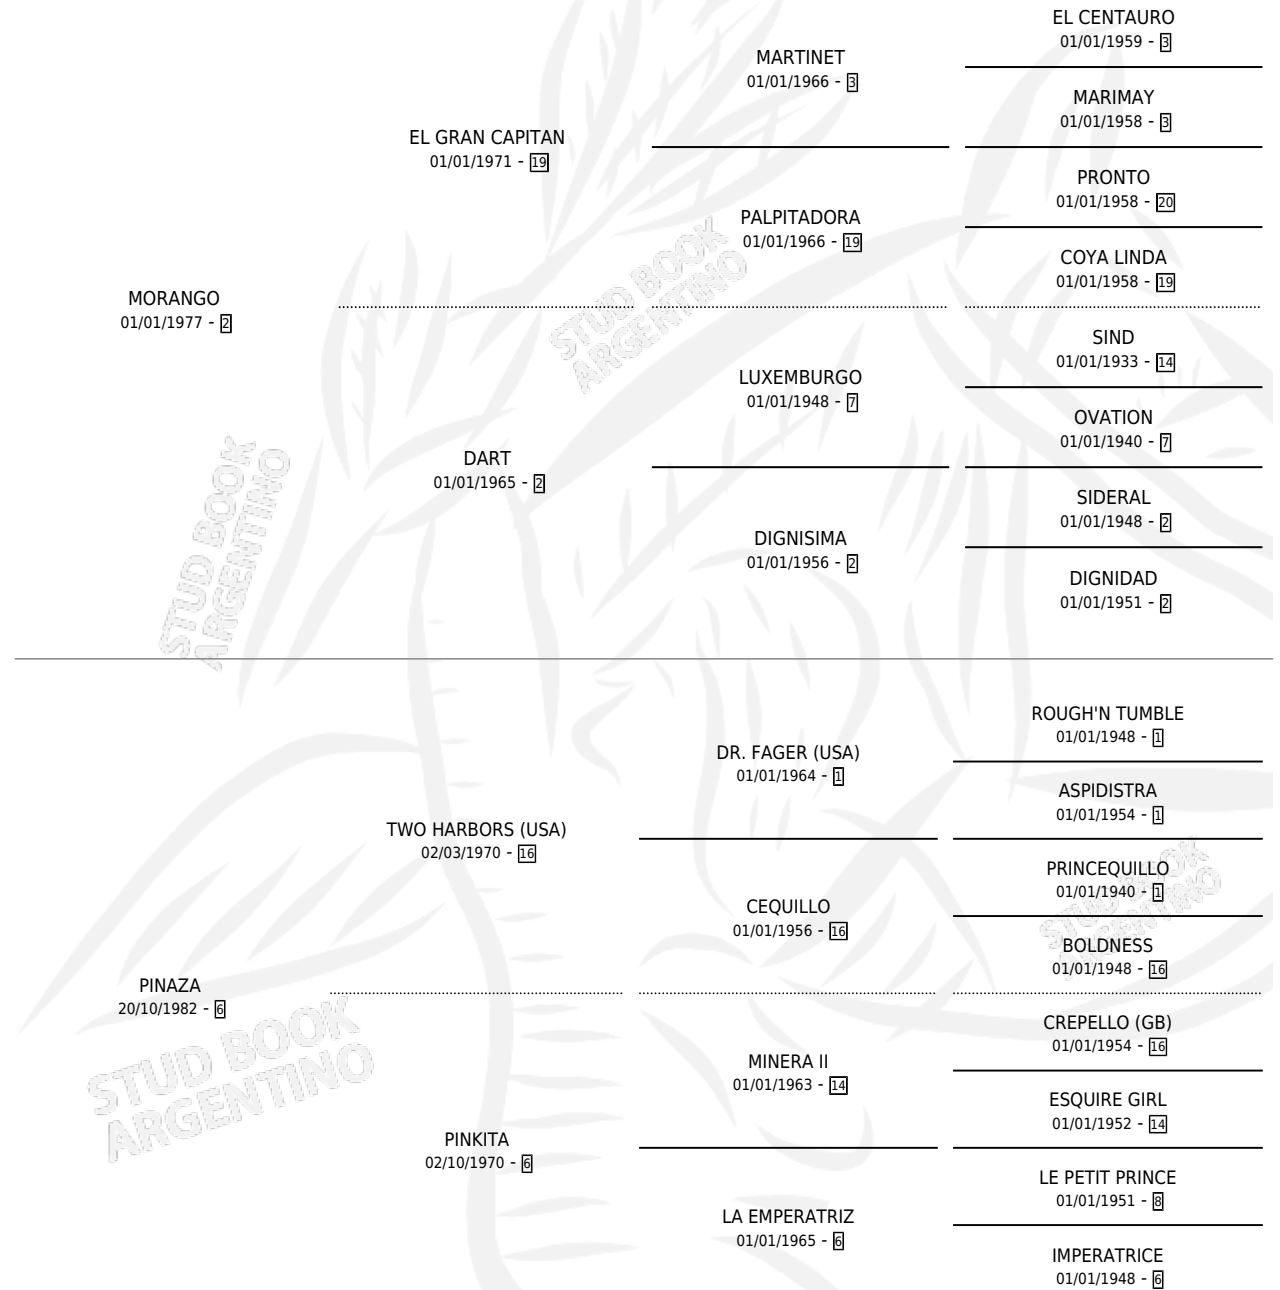 EL CENTAURO
01/01/1959 - 3
MARTINET
01/01/1966 - 3
MARIMAY
01/01/1958 - 3
EL GRAN CAPITAN
01/01/1971 - 19
PRONTO
01/01/1958 - 20
PALPITADORA
01/01/1966 - 19
COYA LINDA
01/01/1958 - 19
MORANGO
01/01/1977 - 2
SIND
01/01/1933 - 14
LUXEMBURGO
01/01/1948 - 7
OVATION
01/01/1940 - 7
DART
01/01/1965 - 2
SIDERAL
01/01/1948 - 2
DIGNISIMA
01/01/1956 - 2
DIGNIDAD
01/01/1951 - 2
STUD BOOK
ARGENTINO
STUD BOOK
ARGENTINO
ROUGH'N TUMBLE
01/01/1948 - 1
DR. FAGER (USA)
01/01/1964 - 1
ASPIDISTRA
01/01/1954 - 1
TWO HARBORS (USA)
02/03/1970 - 16
PRINCEQUILLO
01/01/1940 - 1
CEQUILLO
01/01/1956 - 16
BOLDNESS
01/01/1948 - 16
PINAZA
20/10/1982 - 6
CREPELLO (GB)
01/01/1954 - 16
MINERA II
01/01/1963 - 14
ESQUIRE GIRL
01/01/1952 - 14
PINKITA
02/10/1970 - 6
LE PETIT PRINCE
01/01/1951 - 8
LA EMPERATRIZ
01/01/1965 - 6
IMPERATRICE
01/01/1948 - 6
STUD BOOK
ARGENTINO
STUD BOOK
ARGENTINO